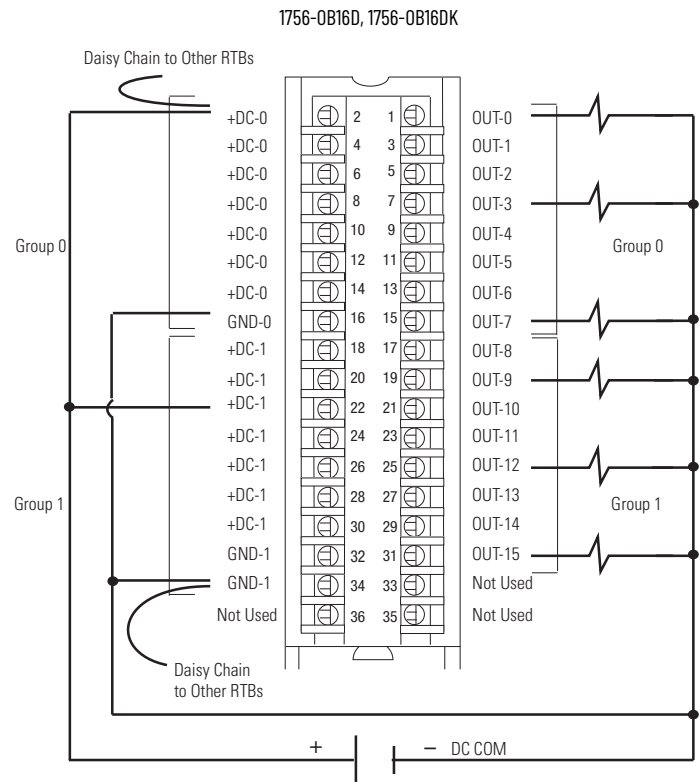 1756-OB16D, 1756-OB16DK
Daisy Chain to Other RTBs
+DC-0 2 1 OUT-0
+DC-0 4 3 OUT-1
+DC-0 6 5 OUT-2
+DC-0 8 7 OUT-3
Group 0 +DC-0 10 9 OUT-4 Group 0
+DC-0 12 11 OUT-5
+DC-0 14 13 OUT-6
GND-0 16 15 OUT-7
+DC-1 18 17 OUT-8
+DC-1 20 19 OUT-9
+DC-1 22 21 OUT-10
+DC-1 24 23 OUT-11
+DC-1 26 25 OUT-12
Group 1 +DC-1 28 27 OUT-13 Group 1
+DC-1 30 29 OUT-14
GND-1 32 31 OUT-15
GND-1 34 33 Not Used
Not Used 36 35 Not Used
Daisy Chain
to Other RTBs
+ − DC COM